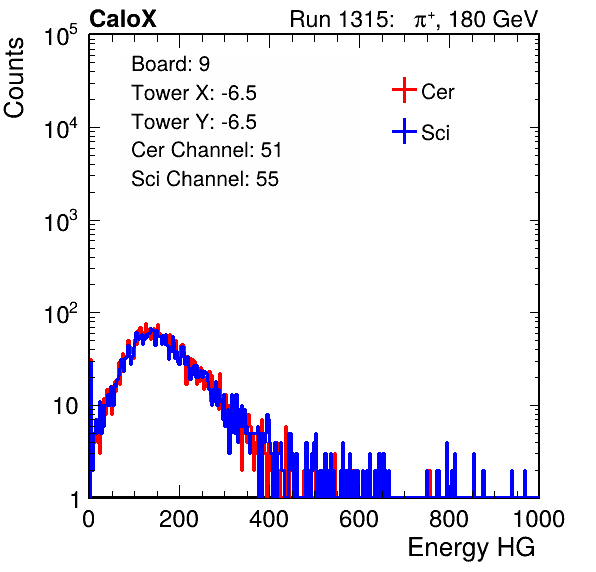 CaloX Run 1315: π⁺, 180 GeV
Counts
10⁵
10⁴
10³
10²
10
1
Board: 9
Tower X: -6.5
Tower Y: -6.5
Cer Channel: 51
Sci Channel: 55
Cer
Sci
0 200 400 600 800 1000
Energy HG